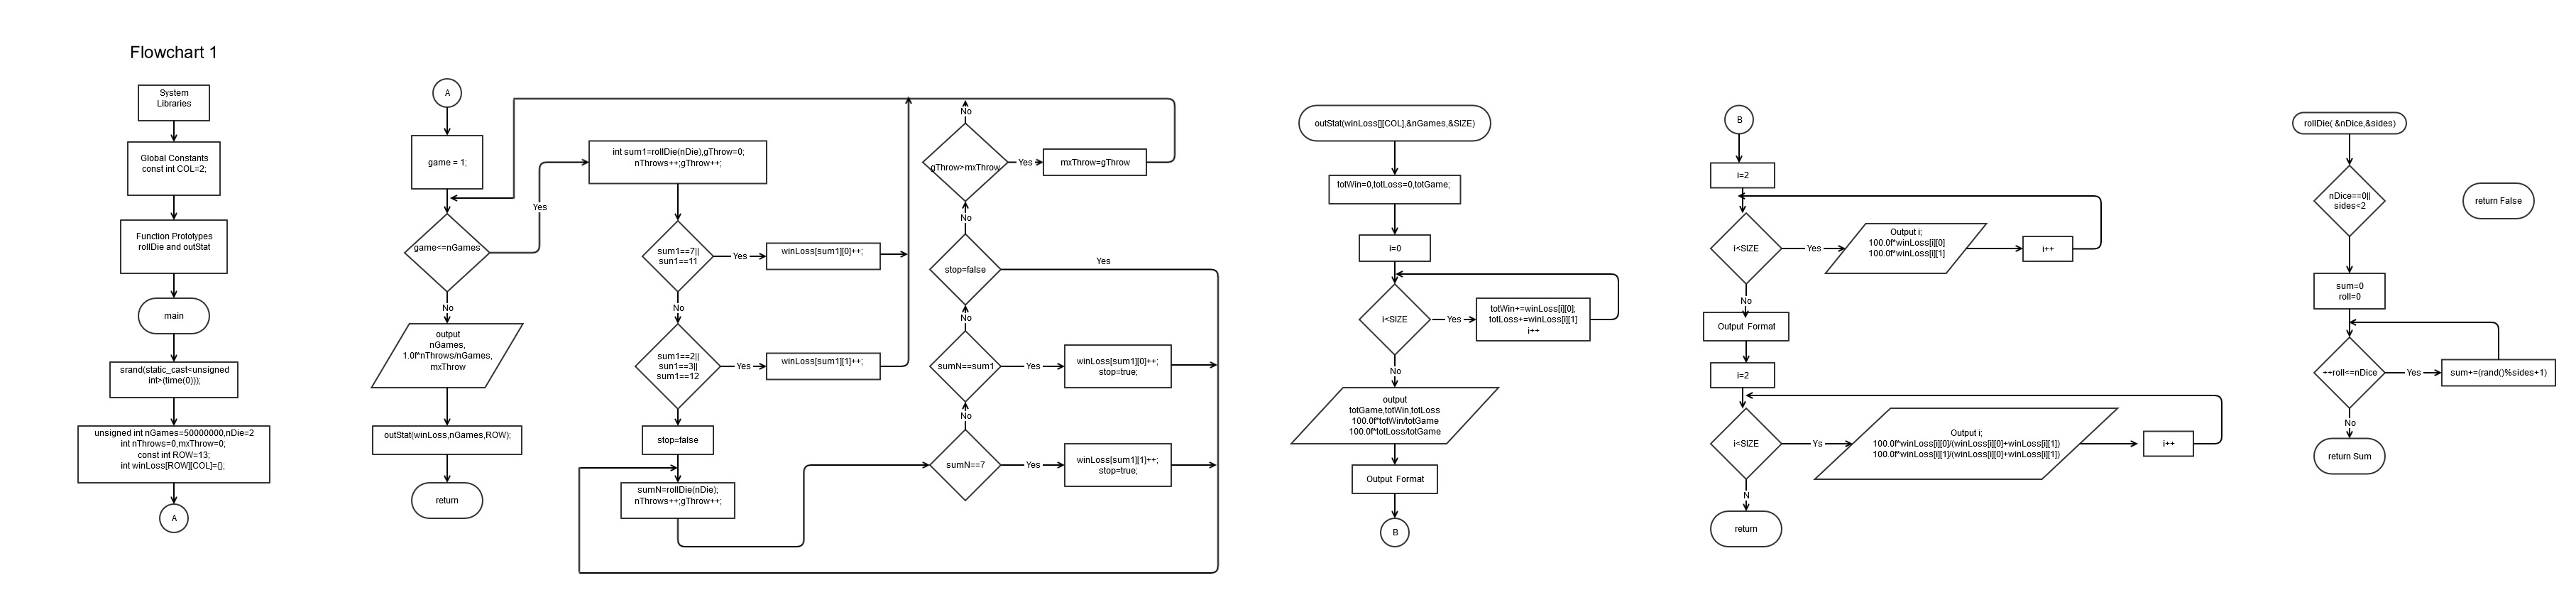 Flowchart 1
System
Libraries
Global Constants
const int COL=2;
Function Prototypes
rollDie and outStat
main
srand(static_cast<unsigned
int>(time(0)));
unsigned int nGames=50000000,nDie=2
int nThrows=0,mxThrow=0;
const int ROW=13;
int winLoss[ROW][COL]={};
A
A
game = 1;
game<=nGames
Yes
No
output
nGames,
1.0f*nThrows/nGames,
mxThrow
outStat(winLoss,nGames,ROW);
return
int sum1=rollDie(nDie),gThrow=0;
nThrows++;gThrow++;
sum1==7||
sun1==11
Yes
winLoss[sum1][0]++;
No
sum1==2||
sun1==3||
sum1==12
Yes
winLoss[sum1][1]++;
stop=false
sumN=rollDie(nDie);
nThrows++;gThrow++;
No
gThrow>mxThrow
Yes
mxThrow=gThrow
No
stop=false
Yes
No
sumN==sum1
Yes
winLoss[sum1][0]++;
stop=true;
No
sumN==7
Yes
winLoss[sum1][1]++;
stop=true;
outStat(winLoss[][COL],&nGames,&SIZE)
totWin=0,totLoss=0,totGame;
i=0
i<SIZE
Yes
totWin+=winLoss[i][0];
totLoss+=winLoss[i][1]
i++
No
output
totGame,totWin,totLoss
100.0f*totWin/totGame
100.0f*totLoss/totGame
Output Format
B
B
i=2
i<SIZE
Yes
Output i;
100.0f*winLoss[i][0]
100.0f*winLoss[i][1]
i++
No
Output Format
i=2
i<SIZE
Ys
Output i;
100.0f*winLoss[i][0]/(winLoss[i][0]+winLoss[i][1])
100.0f*winLoss[i][1]/(winLoss[i][0]+winLoss[i][1])
i++
N
return
rollDie( &nDice,&sides)
nDice==0||
sides<2
return False
sum=0
roll=0
++roll<=nDice
Yes
sum+=(rand()%sides+1)
No
return Sum